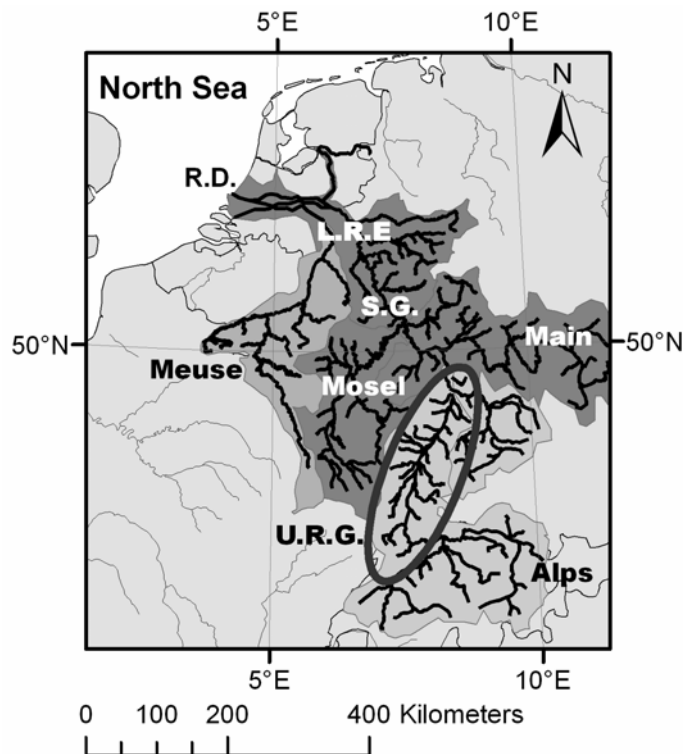 5°E 10°E
North Sea
N
R.D.
L.R.E
S.G.
50°N
Main
50°N
Meuse
Mosel
U.R.G.
Alps
5°E 10°E
0 100 200 400 Kilometers